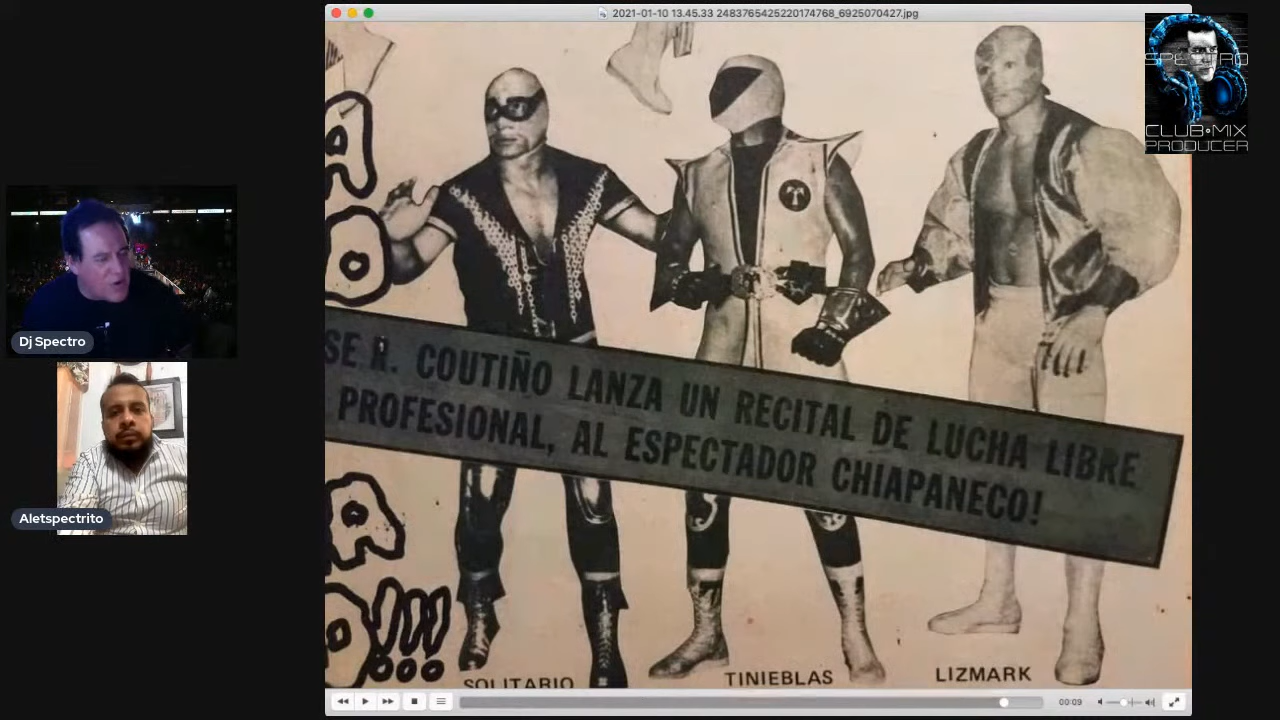 2021-01-10 13.45.33 2483765425220174768_6925070427.jpg
SPECTRO
CLUB•MIX
PRODUCER
SE R. COUTIÑO LANZA UN RECITAL DE LUCHA LIBRE
PROFESIONAL, AL ESPECTADOR CHIAPANECO!
SOLITARIO
TINIEBLAS
LIZMARK
Dj Spectro
Aletspectrito
00:09